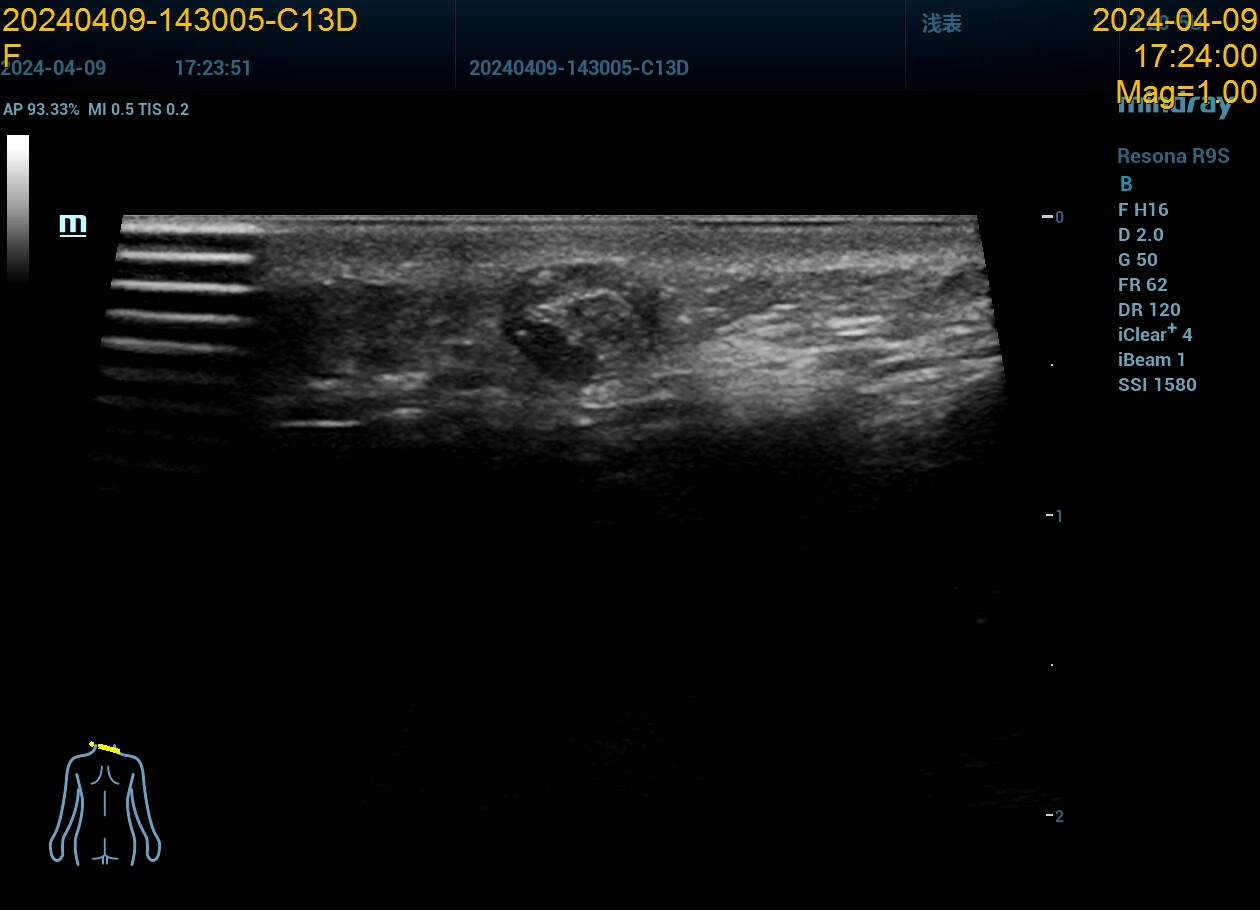 20240409-143005-C13D
F
2024-04-09
17:24:00
Mag=1.00
浅表
2024-04-09 17:23:51 20240409-143005-C13D
AP 93.33% MI 0.5 TIS 0.2
mindray
Resona R9S
m
B
F H16
D 2.0
G 50
FR 62
DR 120
iClear+ 4
iBeam 1
SSI 1580
0
1
2